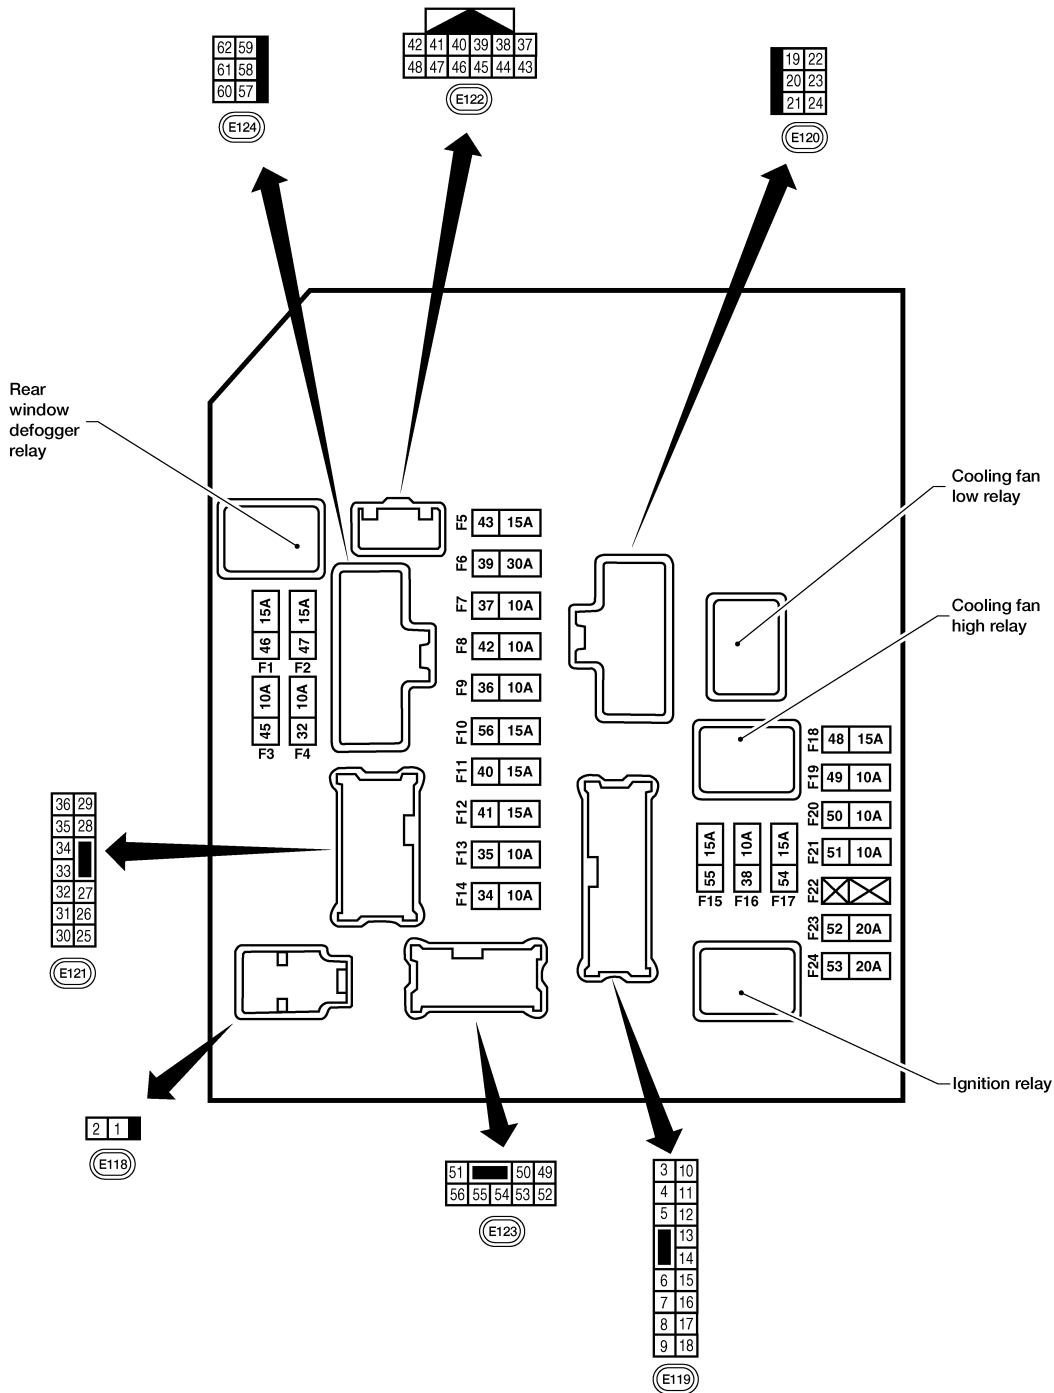 62 59
61 58
60 57
E124
42 41 40 39 38 37
48 47 46 45 44 43
E122
19 22
20 23
21 24
E120
Rear
window
defogger
relay
Cooling fan
low relay
Cooling fan
high relay
F5 43 15A
F6 39 30A
F7 37 10A
F8 42 10A
F9 36 10A
F10 56 15A
F11 40 15A
F12 41 15A
F13 35 10A
F14 34 10A
15A 15A
46 47
F1 F2
10A 10A
45 32
F3 F4
F18 48 15A
F19 49 10A
F20 50 10A
F21 51 10A
F22
F23 52 20A
F24 53 20A
15A 10A 15A
55 38 54
F15 F16 F17
36 29
35 28
34
33
32 27
31 26
30 25
E121
Ignition relay
2 1
E118
51 50 49
56 55 54 53 52
E123
3 10
4 11
5 12
13
14
6 15
7 16
8 17
9 18
E119